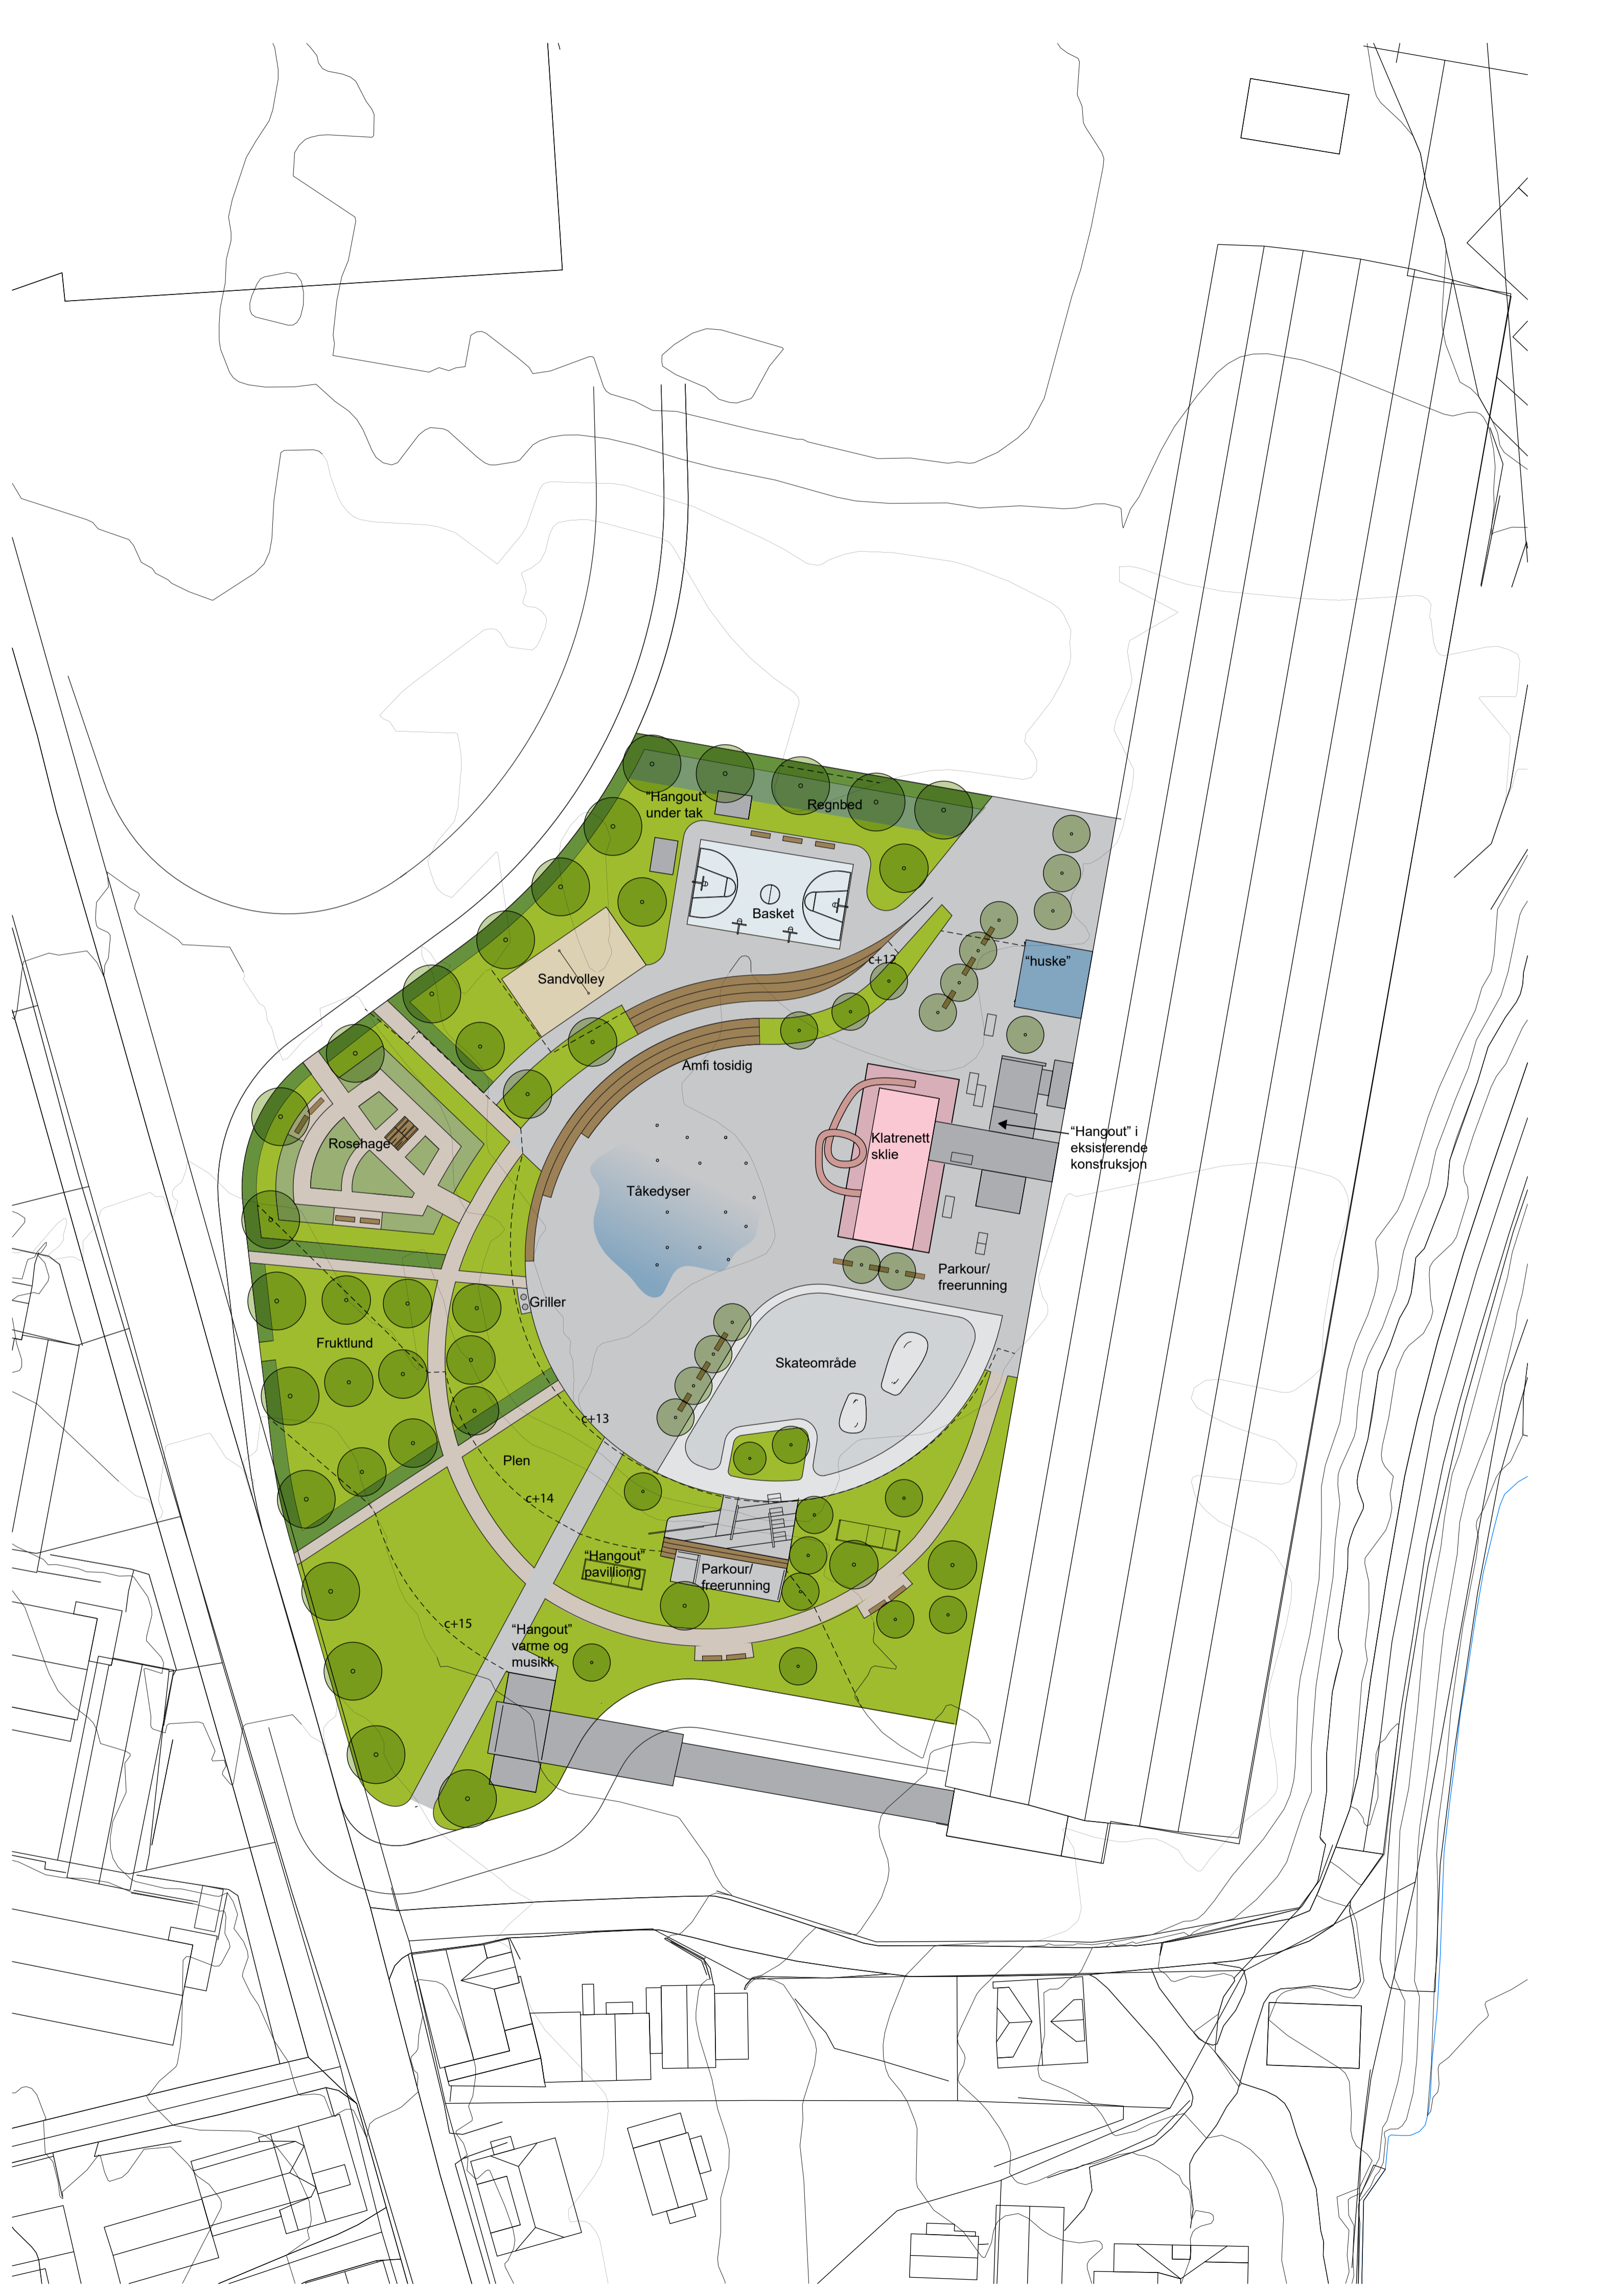 “Hangout”
under tak
Regnbed
Basket
c+12
“huske”
Sandvolley
Amfi tosidig
Rosehage
Klatrenett
sklie
“Hangout” i
eksisterende
konstruksjon
Tåkedyser
Parkour/
freerunning
Griller
Fruktlund
Skateområde
c+13
Plen
c+14
“Hangout”
pavilliong
Parkour/
freerunning
c+15
“Hangout”
varme og
musikk